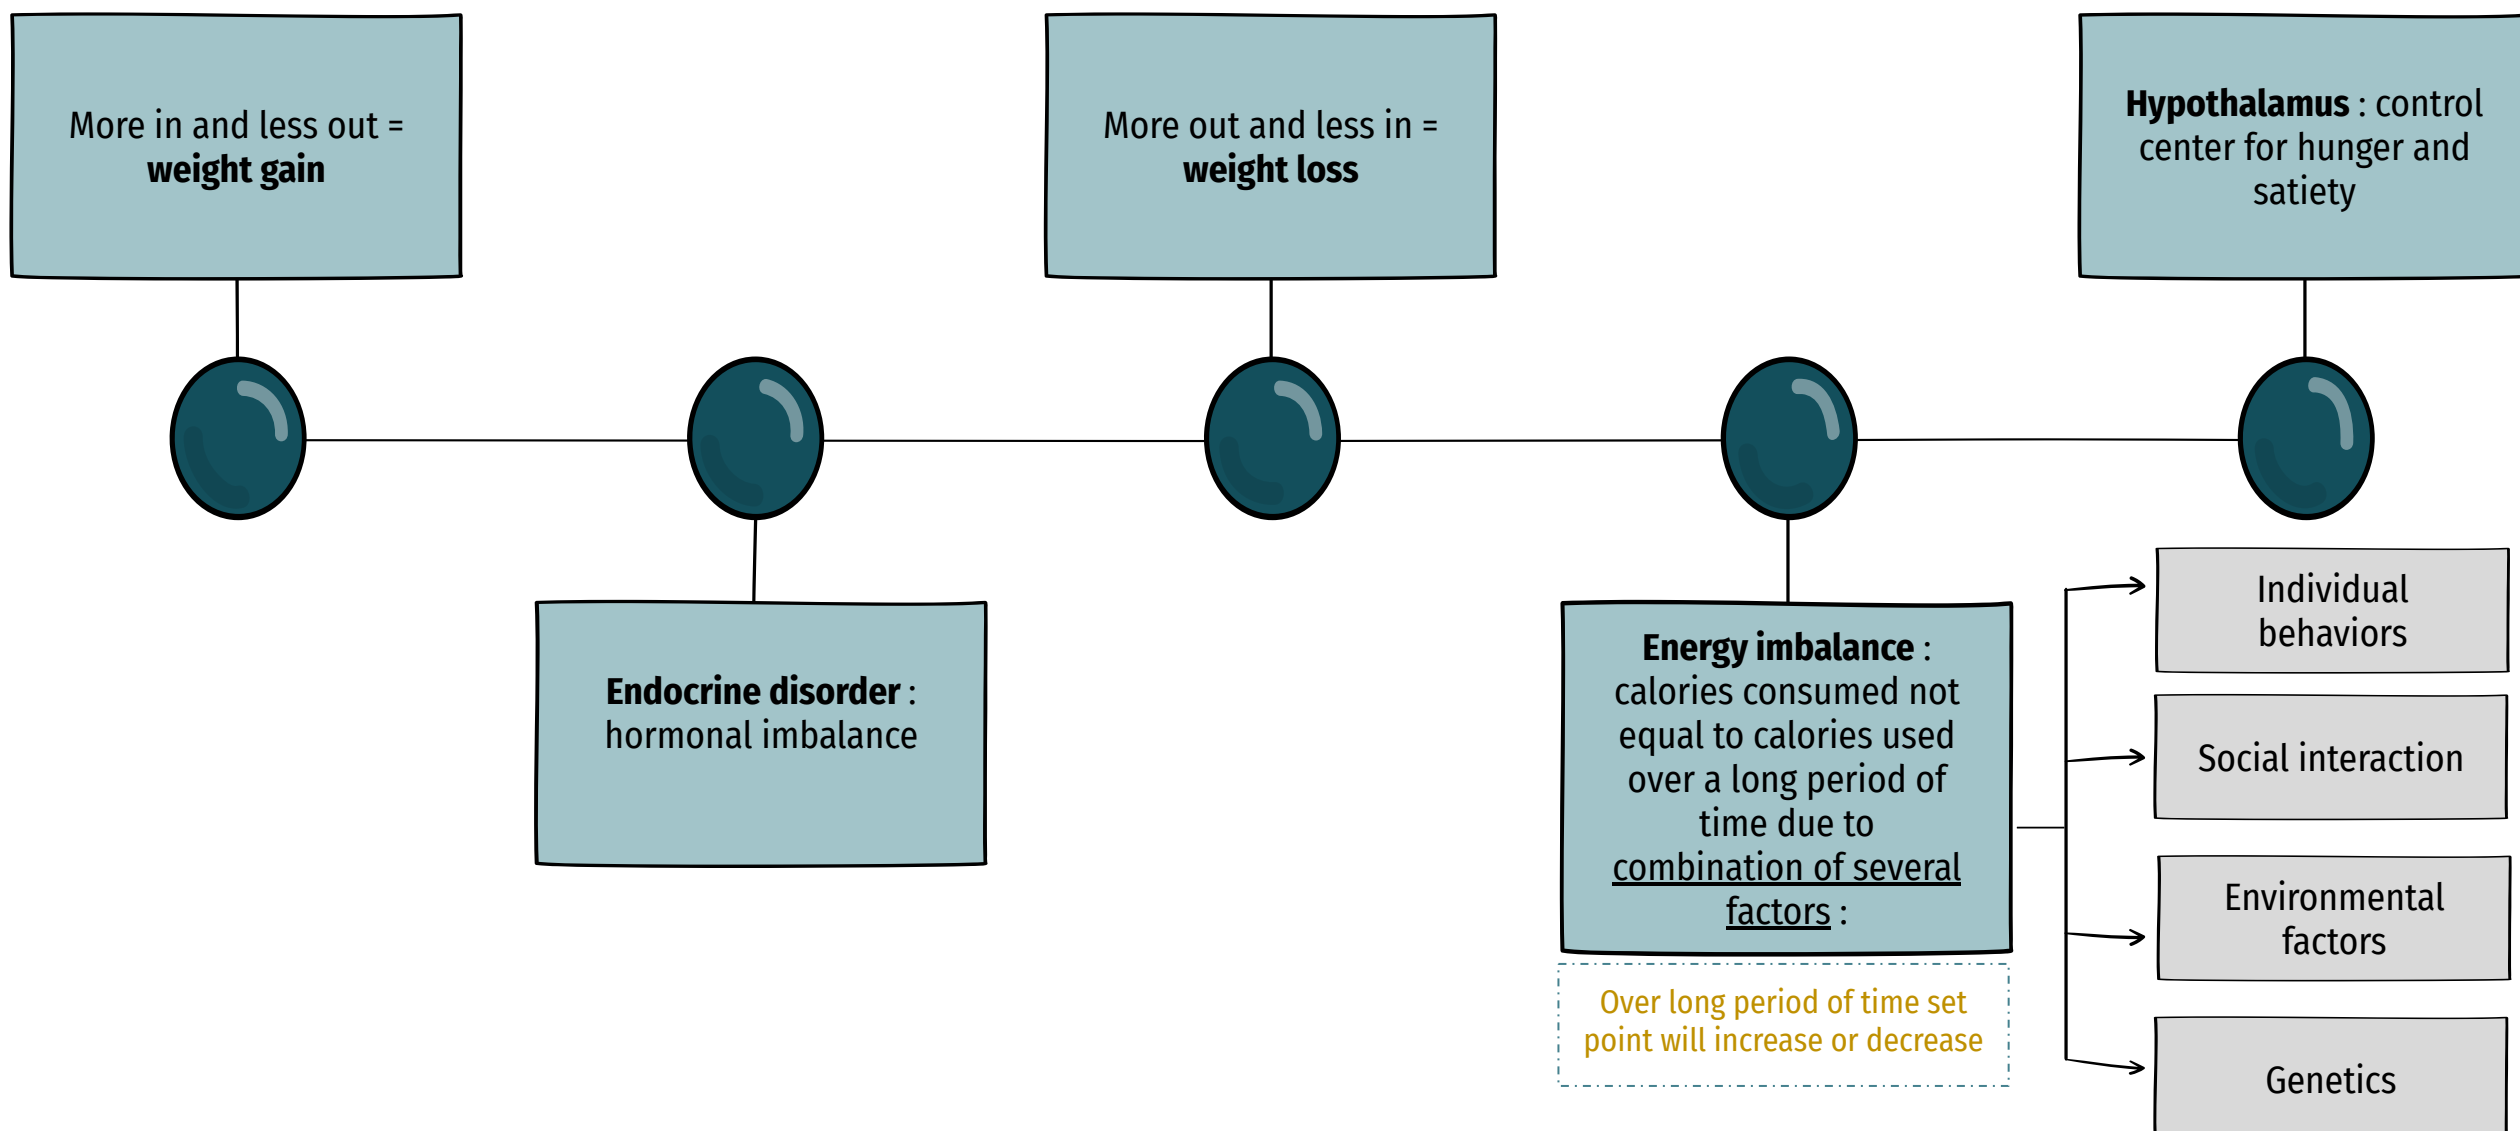 More in and less out =
weight gain
More out and less in =
weight loss
Hypothalamus : control
center for hunger and
satiety
Endocrine disorder :
hormonal imbalance
Energy imbalance :
calories consumed not
equal to calories used
over a long period of
time due to
combination of several
factors :
Over long period of time set
point will increase or decrease
Individual
behaviors
Social interaction
Environmental
factors
Genetics